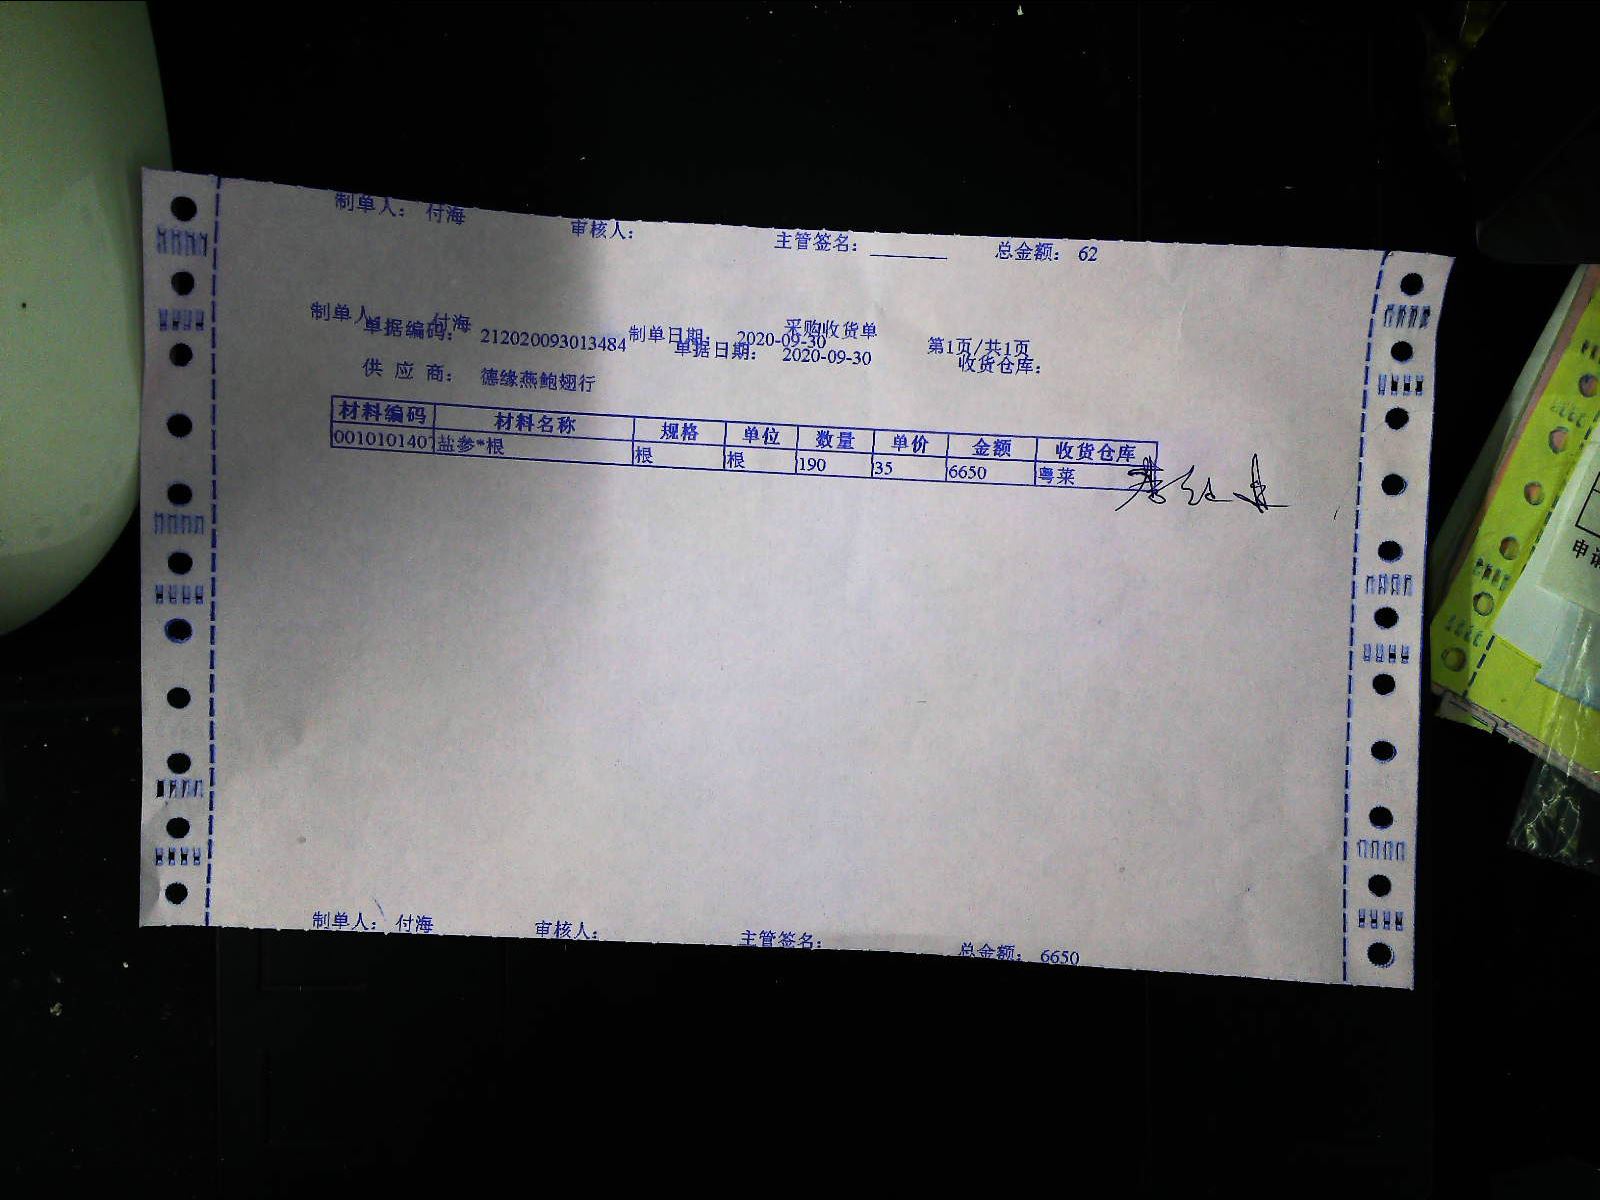 制单人： 付海 审核人： 主管签名： 总金额： 62
采购收货单
制单人 付海 制单日期： 2020-09-30 第1页/共1页
单据编码： 212020093013484 单据日期： 2020-09-30 收货仓库：
供 应 商： 德缘燕鲍翅行
材料编码 材料名称 规格 单位 数量 单价 金额 收货仓库
0010101407 盐参*根 根 根 190 35 6650 粤菜
制单人： 付海 审核人： 主管签名： 总金额： 6650
申请